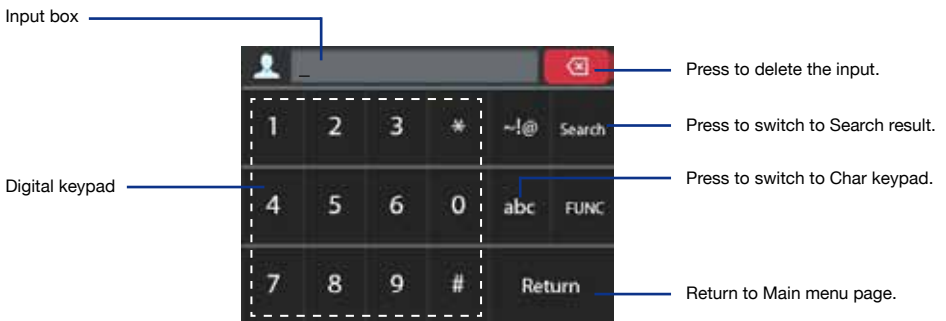 Input box
_
Press to delete the input.
1 2 3 * ~!@ Search
Press to switch to Search result.
Press to switch to Char keypad.
Digital keypad
4 5 6 0 abc FUNC
7 8 9 # Return
Return to Main menu page.